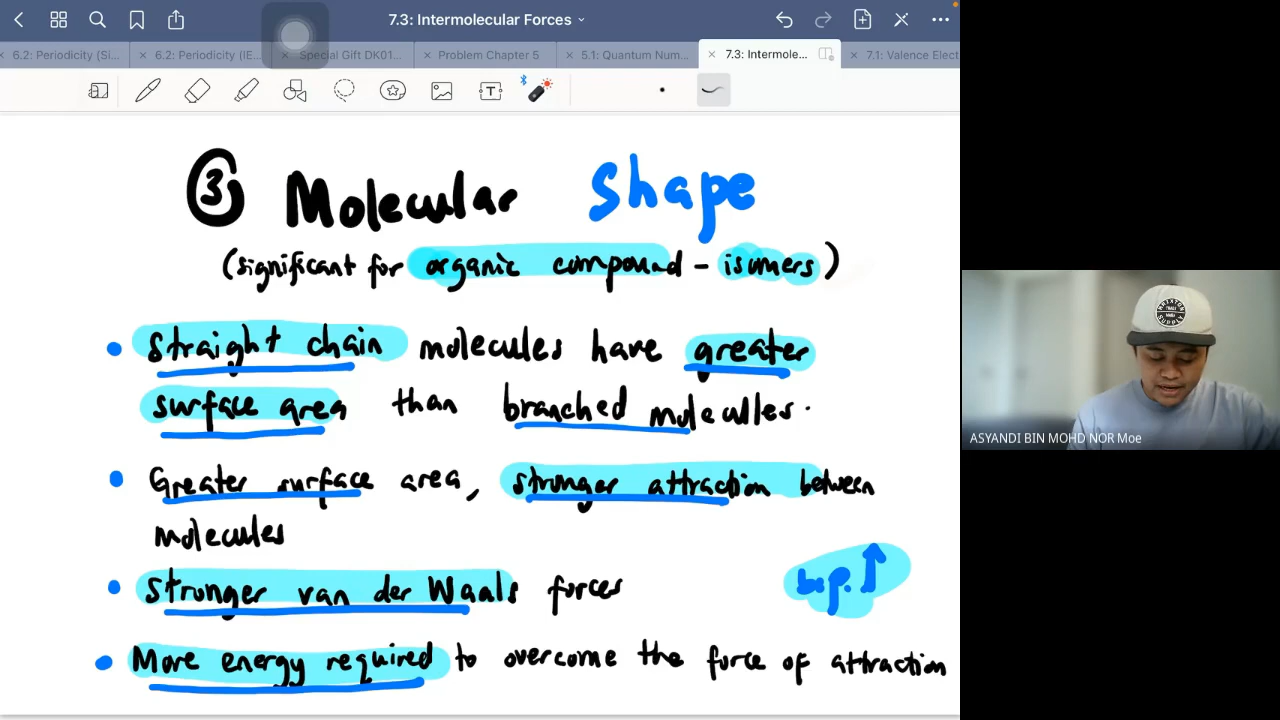 7.3: Intermolecular Forces
6.2: Periodicity (Si...
6.2: Periodicity (IE...
Special Gift DK01...
Problem Chapter 5
5.1: Quantum Num...
7.3: Intermole...
7.1: Valence Elect
T
③ Molecular Shape
(significant for organic compound - isomers)
• Straight chain molecules have greater
surface area than branched molecules.
• Greater surface area, stronger attraction between
molecules
• Stronger van der Waals forces
b.p. ↑
• More energy required to overcome the force of attraction
BRIXTON
SUPPLY
ASYANDI BIN MOHD NOR Moe